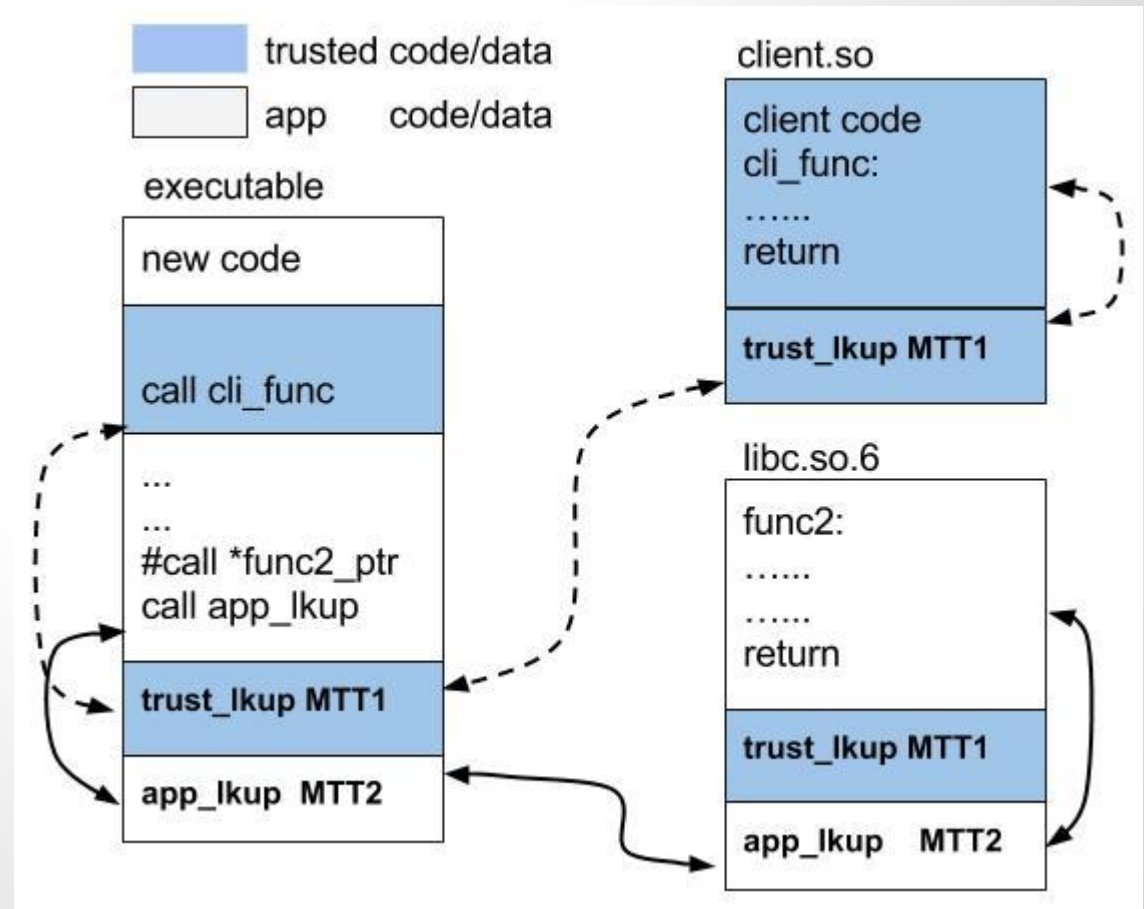 trusted code/data
app code/data
executable
new code
call cli_func
...
...
#call *func2_ptr
call app_lkup
trust_lkup MTT1
app_lkup MTT2
client.so
client code
cli_func:
…...
return
trust_lkup MTT1
libc.so.6
func2:
…...
…...
return
trust_lkup MTT1
app_lkup MTT2